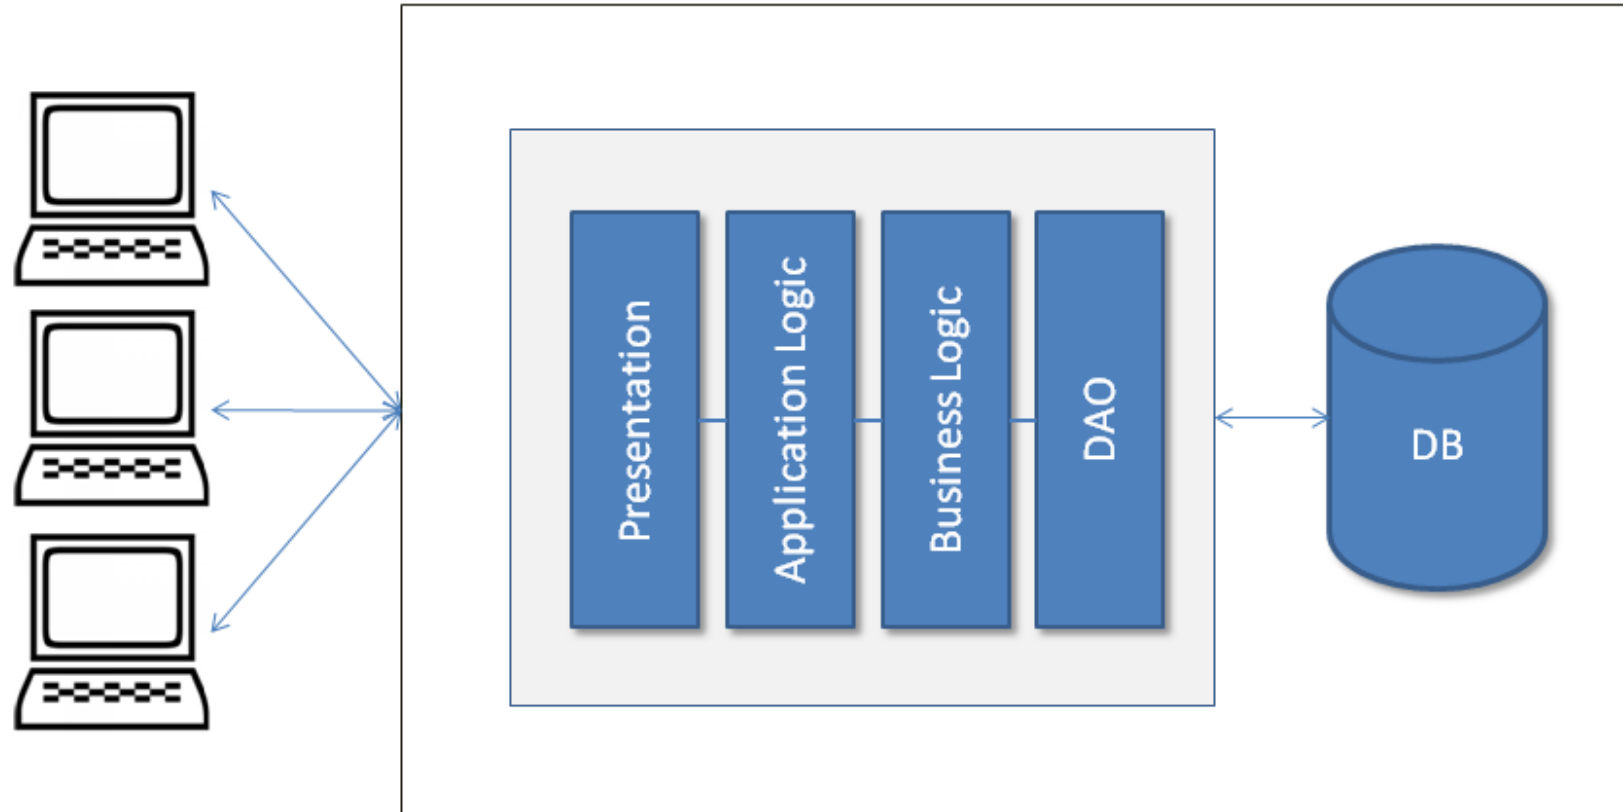 Presentation
Application Logic
Business Logic
DAO
DB